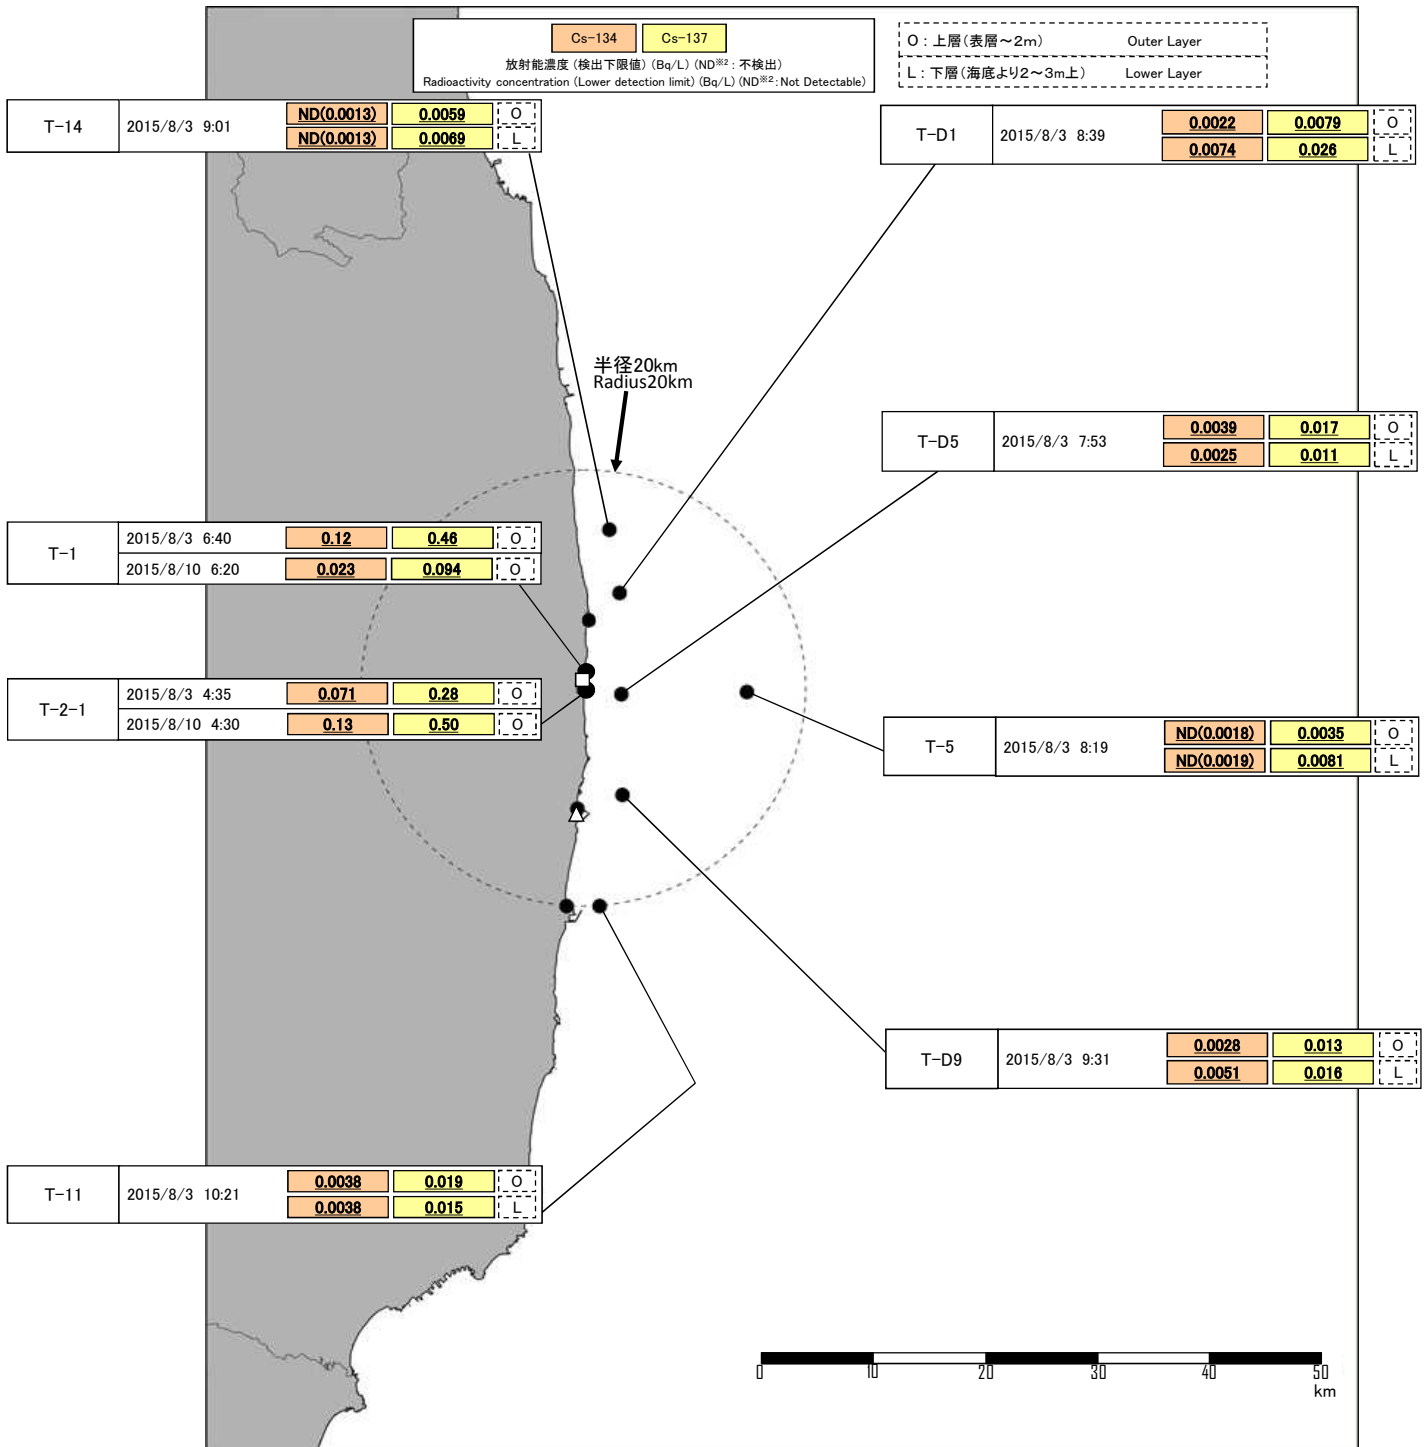 Cs-134 Cs-137
放射能濃度 (検出下限値) (Bq/L) (ND※2 : 不検出)
Radioactivity concentration (Lower detection limit) (Bq/L) (ND※2 : Not Detectable)
O : 上層(表層～2m) Outer Layer
L : 下層(海底より2～3m上) Lower Layer
T-14 2015/8/3 9:01 ND(0.0013) 0.0059 O
ND(0.0013) 0.0069 L
T-D1 2015/8/3 8:39 0.0022 0.0079 O
0.0074 0.026 L
半径20km
Radius20km
T-D5 2015/8/3 7:53 0.0039 0.017 O
0.0025 0.011 L
T-1 2015/8/3 6:40 0.12 0.46 O
2015/8/10 6:20 0.023 0.094 O
T-2-1 2015/8/3 4:35 0.071 0.28 O
2015/8/10 4:30 0.13 0.50 O
T-5 2015/8/3 8:19 ND(0.0018) 0.0035 O
ND(0.0019) 0.0081 L
T-D9 2015/8/3 9:31 0.0028 0.013 O
0.0051 0.016 L
T-11 2015/8/3 10:21 0.0038 0.019 O
0.0038 0.015 L
0 10 20 30 40 50
km